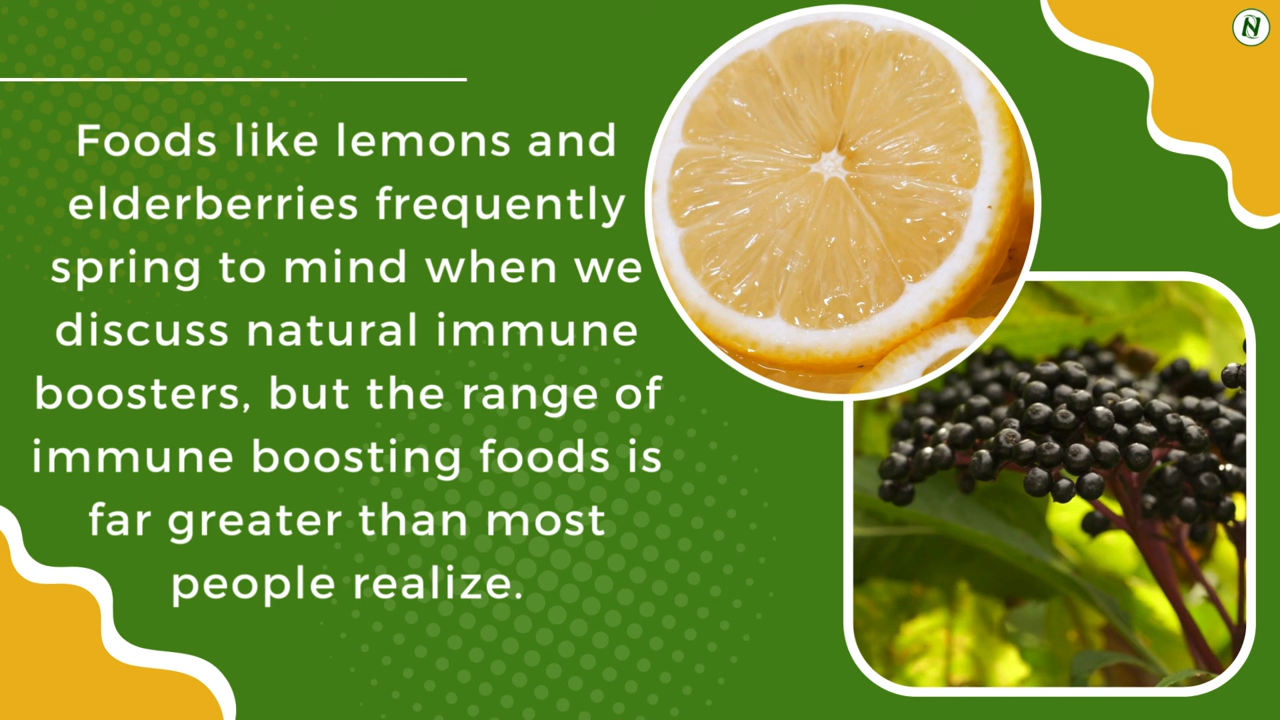 Foods like lemons and
elderberries frequently
spring to mind when we
discuss natural immune
boosters, but the range of
immune boosting foods is
far greater than most
people realize.
N